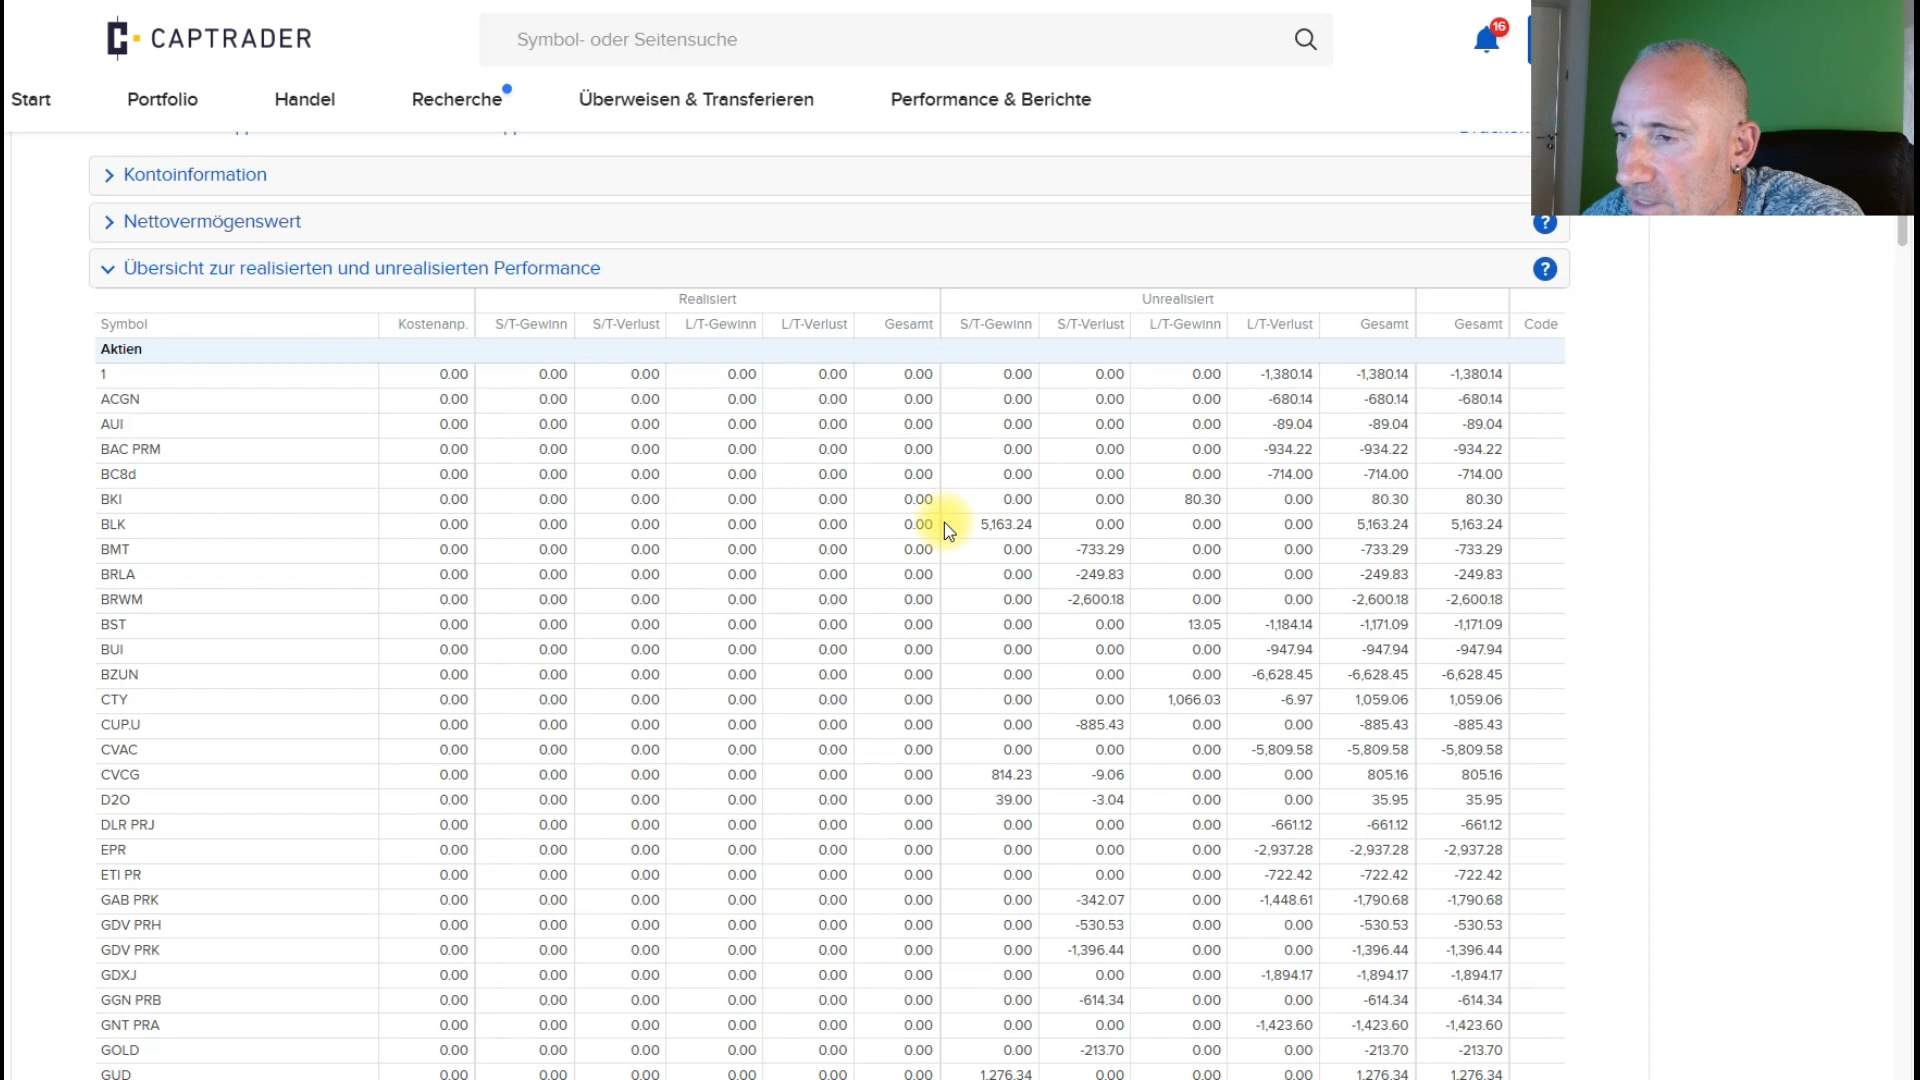 CAPTRADER
Symbol- oder Seitensuche
16
Start Portfolio Handel Recherche Überweisen & Transferieren Performance & Berichte
Kontoinformation
Nettovermögenswert
?
Übersicht zur realisierten und unrealisierten Performance
?
Realisiert Unrealisiert
Symbol Kostenanp. S/T-Gewinn S/T-Verlust L/T-Gewinn L/T-Verlust Gesamt S/T-Gewinn S/T-Verlust L/T-Gewinn L/T-Verlust Gesamt Gesamt Code
Aktien
1 0.00 0.00 0.00 0.00 0.00 0.00 0.00 0.00 0.00 -1,380.14 -1,380.14 -1,380.14
ACGN 0.00 0.00 0.00 0.00 0.00 0.00 0.00 0.00 0.00 -680.14 -680.14 -680.14
AUI 0.00 0.00 0.00 0.00 0.00 0.00 0.00 0.00 0.00 -89.04 -89.04 -89.04
BAC PRM 0.00 0.00 0.00 0.00 0.00 0.00 0.00 0.00 0.00 -934.22 -934.22 -934.22
BC8d 0.00 0.00 0.00 0.00 0.00 0.00 0.00 0.00 0.00 -714.00 -714.00 -714.00
BKI 0.00 0.00 0.00 0.00 0.00 0.00 0.00 0.00 80.30 0.00 80.30 80.30
BLK 0.00 0.00 0.00 0.00 0.00 0.00 5,163.24 0.00 0.00 0.00 5,163.24 5,163.24
BMT 0.00 0.00 0.00 0.00 0.00 0.00 0.00 -733.29 0.00 0.00 -733.29 -733.29
BRLA 0.00 0.00 0.00 0.00 0.00 0.00 0.00 -249.83 0.00 0.00 -249.83 -249.83
BRWM 0.00 0.00 0.00 0.00 0.00 0.00 0.00 -2,600.18 0.00 0.00 -2,600.18 -2,600.18
BST 0.00 0.00 0.00 0.00 0.00 0.00 0.00 0.00 13.05 -1,184.14 -1,171.09 -1,171.09
BUI 0.00 0.00 0.00 0.00 0.00 0.00 0.00 0.00 0.00 -947.94 -947.94 -947.94
BZUN 0.00 0.00 0.00 0.00 0.00 0.00 0.00 0.00 0.00 -6,628.45 -6,628.45 -6,628.45
CTY 0.00 0.00 0.00 0.00 0.00 0.00 0.00 0.00 1,066.03 -6.97 1,059.06 1,059.06
CUP.U 0.00 0.00 0.00 0.00 0.00 0.00 0.00 -885.43 0.00 0.00 -885.43 -885.43
CVAC 0.00 0.00 0.00 0.00 0.00 0.00 0.00 0.00 0.00 -5,809.58 -5,809.58 -5,809.58
CVCG 0.00 0.00 0.00 0.00 0.00 0.00 814.23 -9.06 0.00 0.00 805.16 805.16
D2O 0.00 0.00 0.00 0.00 0.00 0.00 39.00 -3.04 0.00 0.00 35.95 35.95
DLR PRJ 0.00 0.00 0.00 0.00 0.00 0.00 0.00 0.00 0.00 -661.12 -661.12 -661.12
EPR 0.00 0.00 0.00 0.00 0.00 0.00 0.00 0.00 0.00 -2,937.28 -2,937.28 -2,937.28
ETI PR 0.00 0.00 0.00 0.00 0.00 0.00 0.00 0.00 0.00 -722.42 -722.42 -722.42
GAB PRK 0.00 0.00 0.00 0.00 0.00 0.00 0.00 -342.07 0.00 -1,448.61 -1,790.68 -1,790.68
GDV PRH 0.00 0.00 0.00 0.00 0.00 0.00 0.00 -530.53 0.00 0.00 -530.53 -530.53
GDV PRK 0.00 0.00 0.00 0.00 0.00 0.00 0.00 -1,396.44 0.00 0.00 -1,396.44 -1,396.44
GDXJ 0.00 0.00 0.00 0.00 0.00 0.00 0.00 0.00 0.00 -1,894.17 -1,894.17 -1,894.17
GGN PRB 0.00 0.00 0.00 0.00 0.00 0.00 0.00 -614.34 0.00 0.00 -614.34 -614.34
GNT PRA 0.00 0.00 0.00 0.00 0.00 0.00 0.00 0.00 0.00 -1,423.60 -1,423.60 -1,423.60
GOLD 0.00 0.00 0.00 0.00 0.00 0.00 0.00 -213.70 0.00 0.00 -213.70 -213.70
GUD 0.00 0.00 0.00 0.00 0.00 0.00 1,276.34 0.00 0.00 0.00 1,276.34 1,276.34